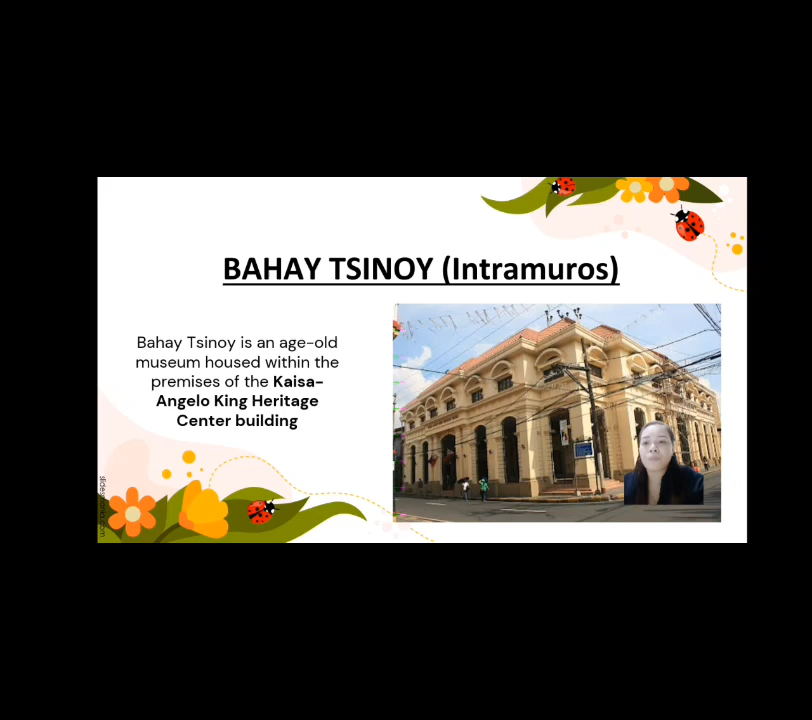 BAHAY TSINOY (Intramuros)
Bahay Tsinoy is an age-old
museum housed within the
premises of the Kaisa-
Angelo King Heritage
Center building